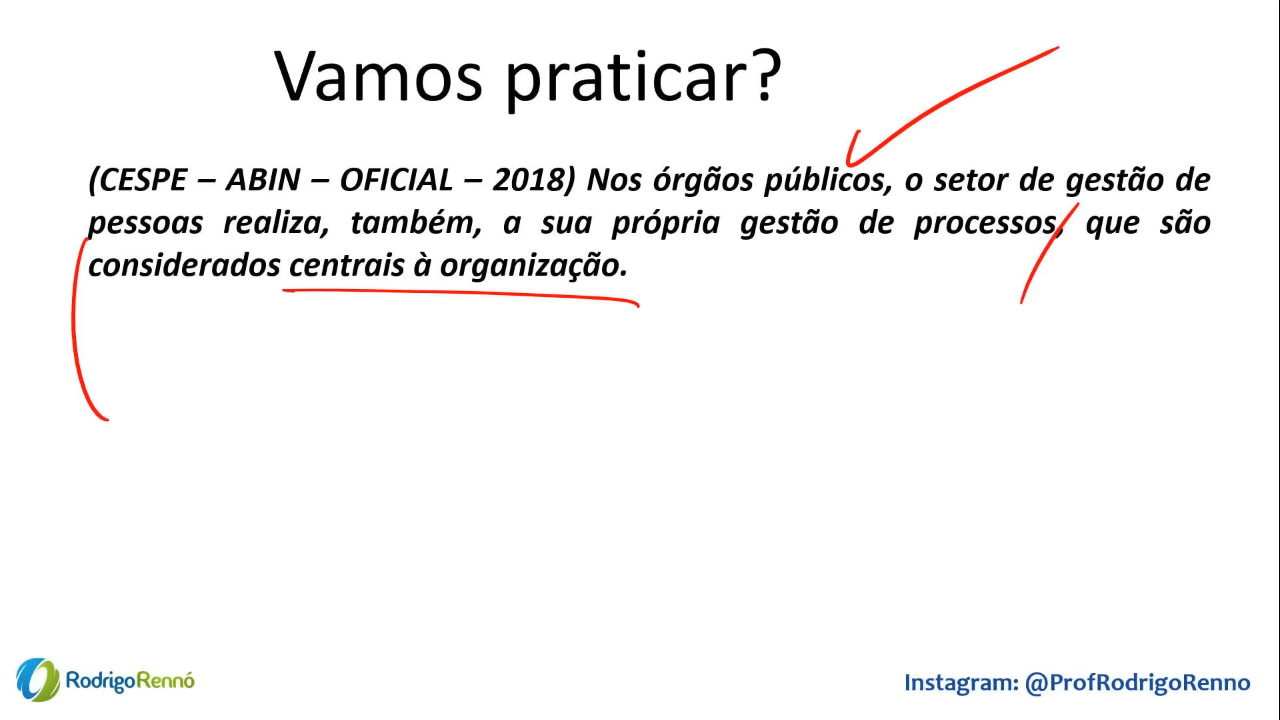 Vamos praticar?
(CESPE – ABIN – OFICIAL – 2018) Nos órgãos públicos, o setor de gestão de
pessoas realiza, também, a sua própria gestão de processos, que são
considerados centrais à organização.
RodrigoRennó
Instagram: @ProfRodrigoRenno